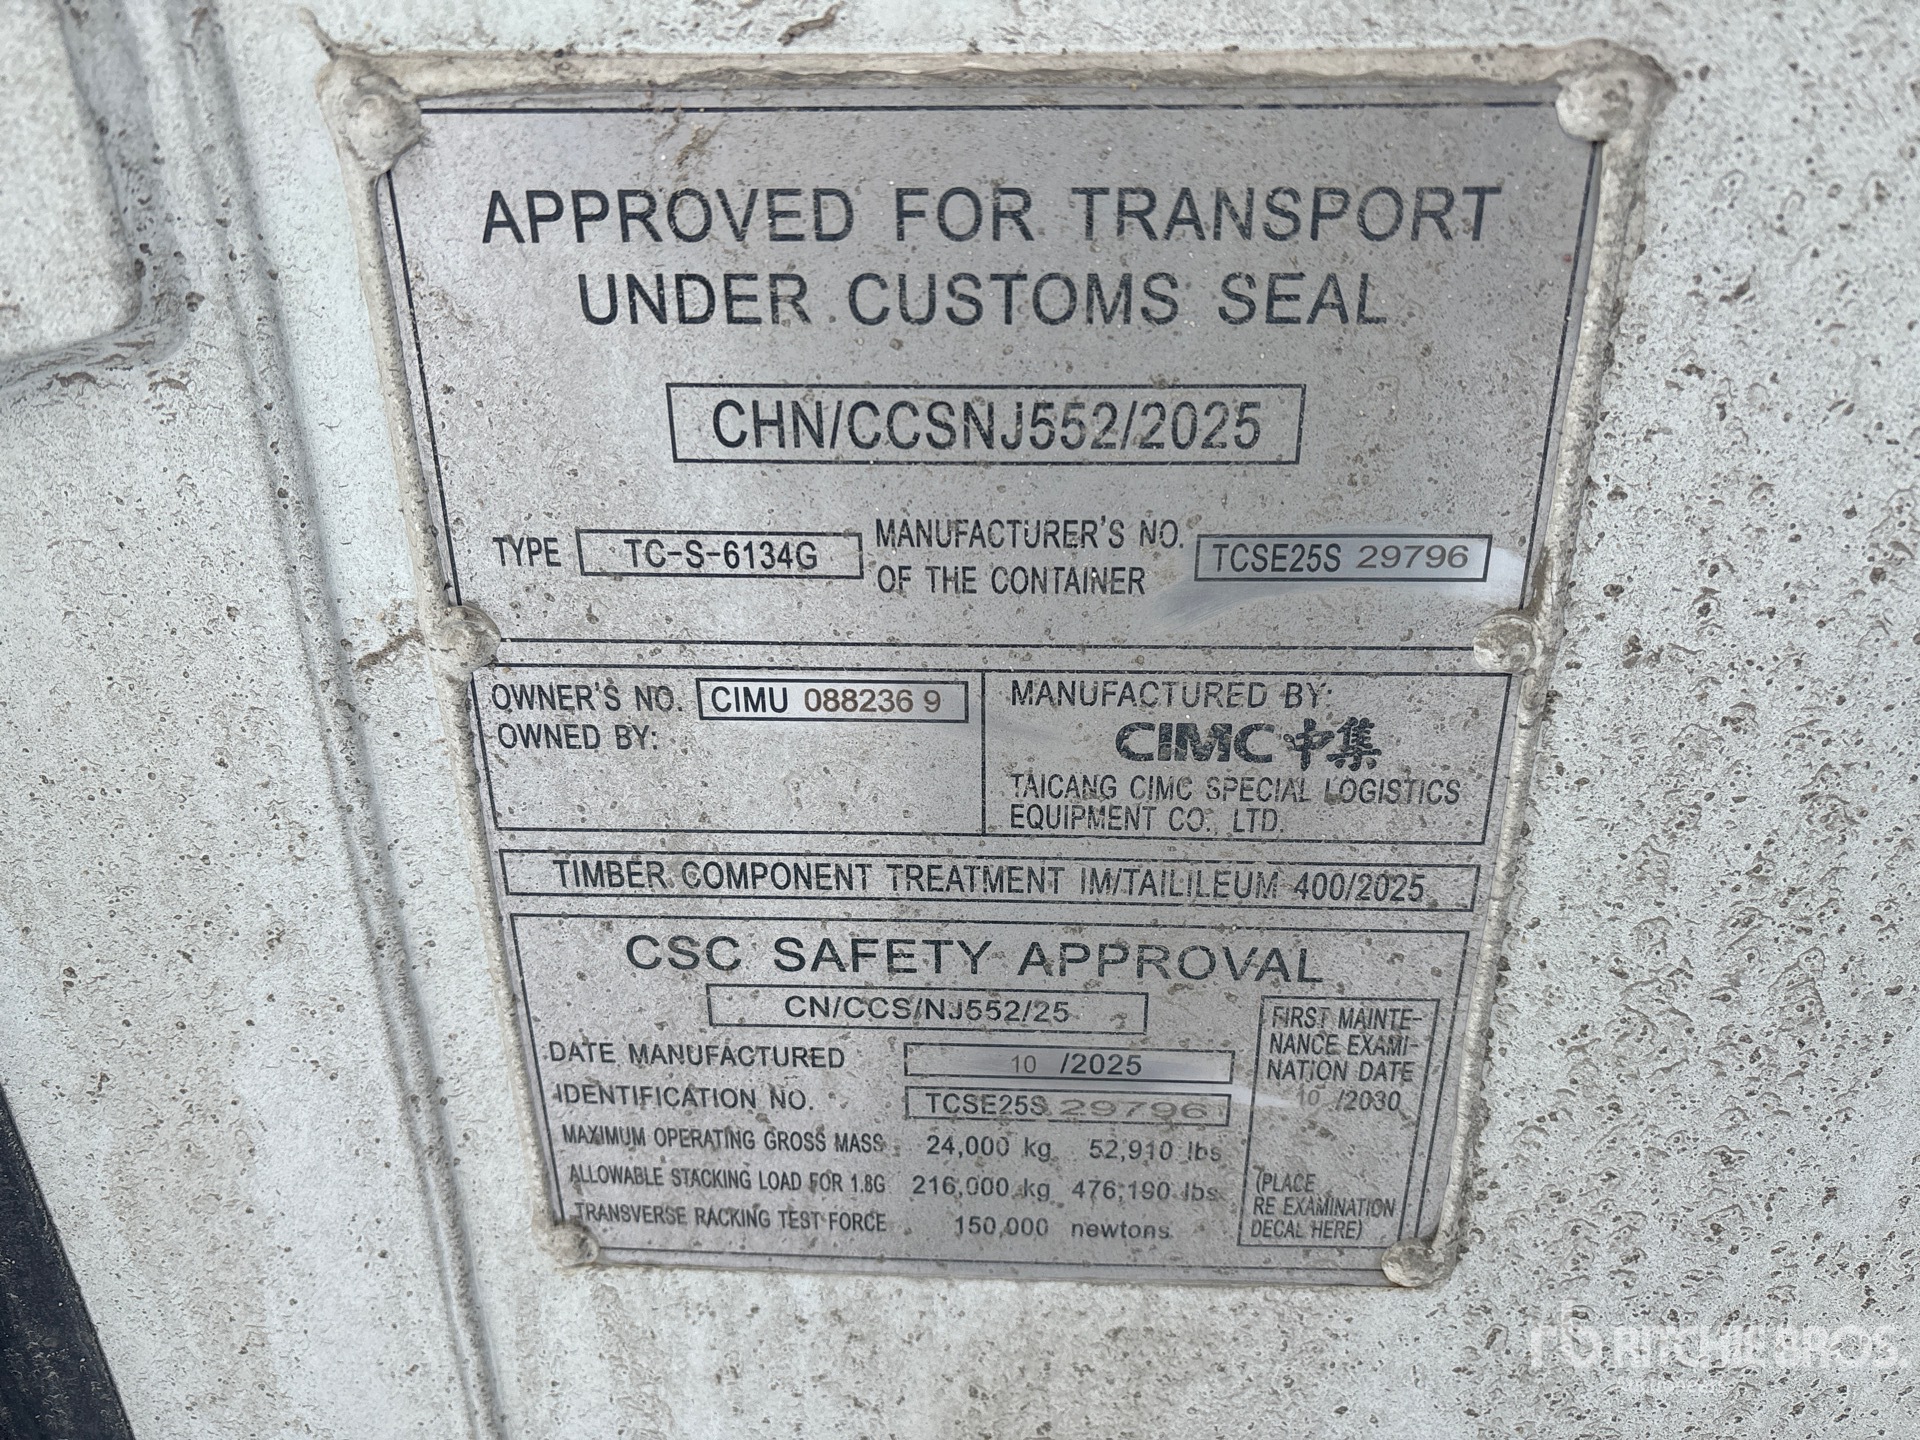 APPROVED FOR TRANSPORT
UNDER CUSTOMS SEAL
CHN/CCSNJ552/2025
TYPE TC-S-6134G MANUFACTURER'S NO. OF THE CONTAINER TCSE25S 29796
OWNER'S NO. CIMU 088236 9
OWNED BY:
MANUFACTURED BY:
CIMC中集
TAICANG CIMC SPECIAL LOGISTICS
EQUIPMENT CO., LTD.
TIMBER COMPONENT TREATMENT IM/TAILILEUM 400/2025
CSC SAFETY APPROVAL
CN/CCS/NJ552/25
DATE MANUFACTURED 10 /2025
IDENTIFICATION NO. TCSE25S 29796
MAXIMUM OPERATING GROSS MASS 24,000 kg 52,910 lbs
ALLOWABLE STACKING LOAD FOR 1.8G 216,000 kg 476,190 lbs
TRANSVERSE RACKING TEST FORCE 150,000 newtons
FIRST MAINTE-
NANCE EXAMI-
NATION DATE
10 /2030
(PLACE
RE EXAMINATION
DECAL HERE)
rb RITCHIE BROS.
Auctioneers